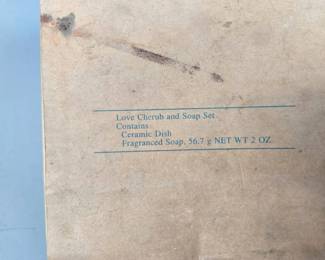 Love Cherub and Soap Set
Contains
Ceramic Dish
Fragranced Soap, 56.7 g NET WT 2 OZ.